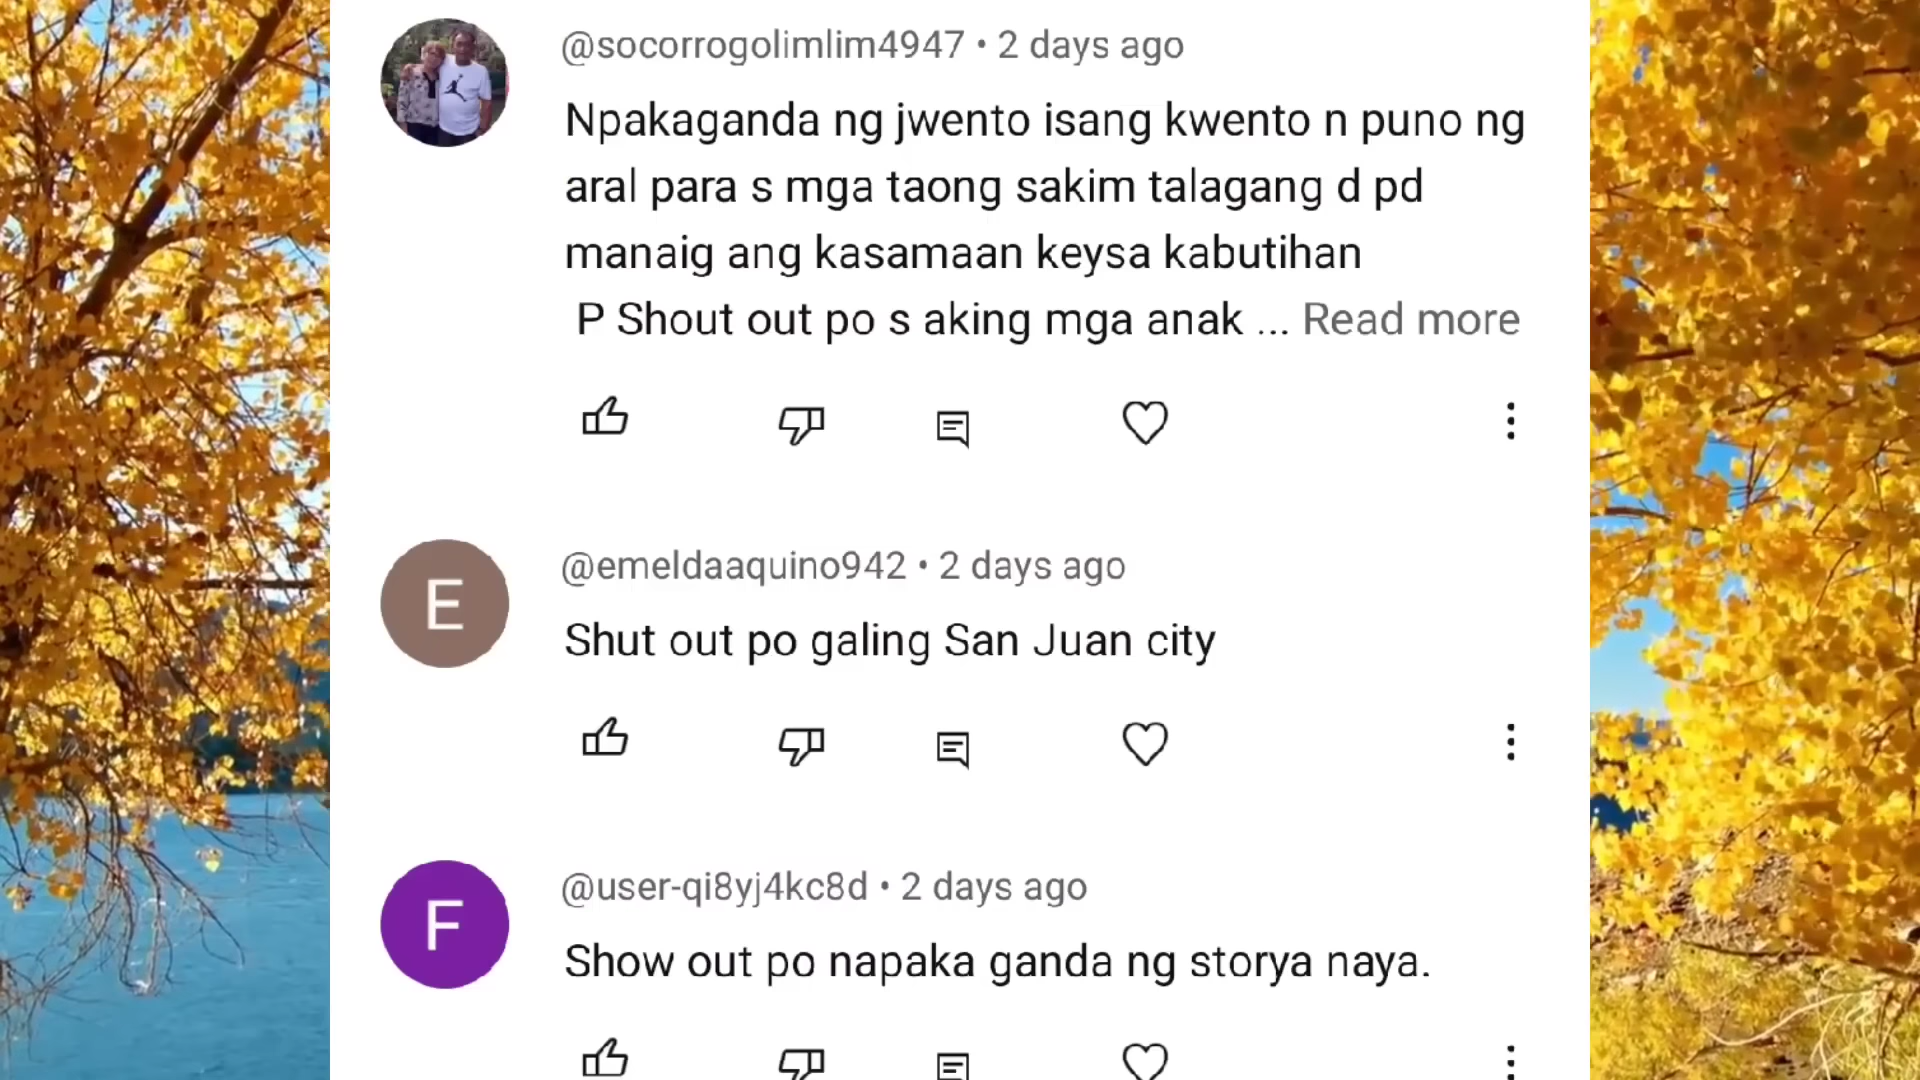 @socorrogolimlim4947 • 2 days ago
Npakaganda ng jwento isang kwento n puno ng
aral para s mga taong sakim talagang d pd
manaig ang kasamaan keysa kabutihan
P Shout out po s aking mga anak ... Read more
E
@emeldaaquino942 • 2 days ago
Shut out po galing San Juan city
F
@user-qi8yj4kc8d • 2 days ago
Show out po napaka ganda ng storya naya.